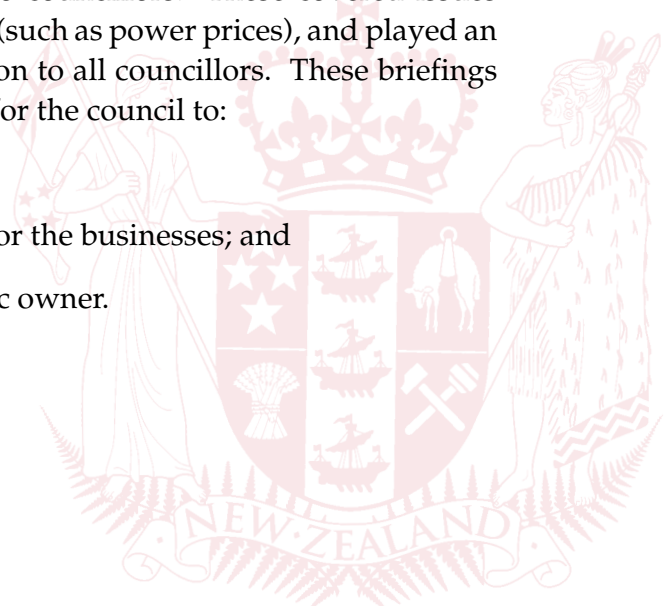 (such as power prices), and played an
on to all councillors. These briefings
for the council to:
or the businesses; and
c owner.
NEW·ZEALAND